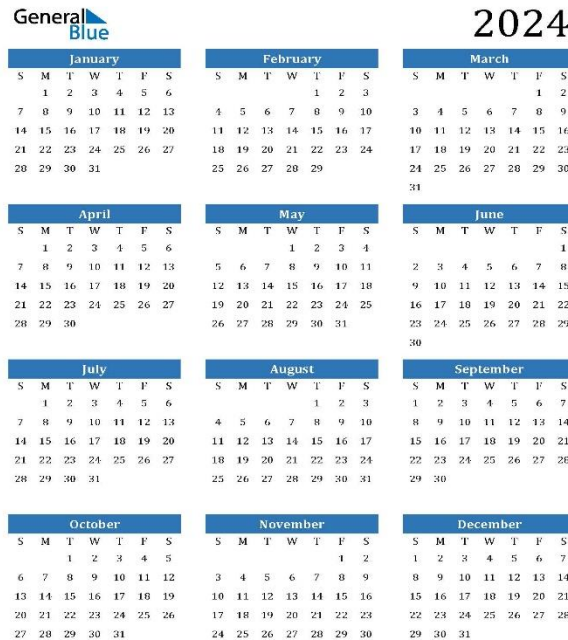 General
Blue
2024
January February March
S M T W T F S S M T W T F S S M T W T F S
1 2 3 4 5 6 1 2 3 1 2
7 8 9 10 11 12 13 4 5 6 7 8 9 10 3 4 5 6 7 8 9
14 15 16 17 18 19 20 11 12 13 14 15 16 17 10 11 12 13 14 15 16
21 22 23 24 25 26 27 18 19 20 21 22 23 24 17 18 19 20 21 22 23
28 29 30 31 25 26 27 28 29 24 25 26 27 28 29 30
31
April May June
S M T W T F S S M T W T F S S M T W T F S
1 2 3 4 5 6 1 2 3 4 1
7 8 9 10 11 12 13 5 6 7 8 9 10 11 2 3 4 5 6 7 8
14 15 16 17 18 19 20 12 13 14 15 16 17 18 9 10 11 12 13 14 15
21 22 23 24 25 26 27 19 20 21 22 23 24 25 16 17 18 19 20 21 22
28 29 30 26 27 28 29 30 31 23 24 25 26 27 28 29
30
July August September
S M T W T F S S M T W T F S S M T W T F S
1 2 3 4 5 6 1 2 3 1 2 3 4 5 6 7
7 8 9 10 11 12 13 4 5 6 7 8 9 10 8 9 10 11 12 13 14
14 15 16 17 18 19 20 11 12 13 14 15 16 17 15 16 17 18 19 20 21
21 22 23 24 25 26 27 18 19 20 21 22 23 24 22 23 24 25 26 27 28
28 29 30 31 25 26 27 28 29 30 31 29 30
October November December
S M T W T F S S M T W T F S S M T W T F S
1 2 3 4 5 1 2 1 2 3 4 5 6 7
6 7 8 9 10 11 12 3 4 5 6 7 8 9 8 9 10 11 12 13 14
13 14 15 16 17 18 19 10 11 12 13 14 15 16 15 16 17 18 19 20 21
20 21 22 23 24 25 26 17 18 19 20 21 22 23 22 23 24 25 26 27 28
27 28 29 30 31 24 25 26 27 28 29 30 29 30 31